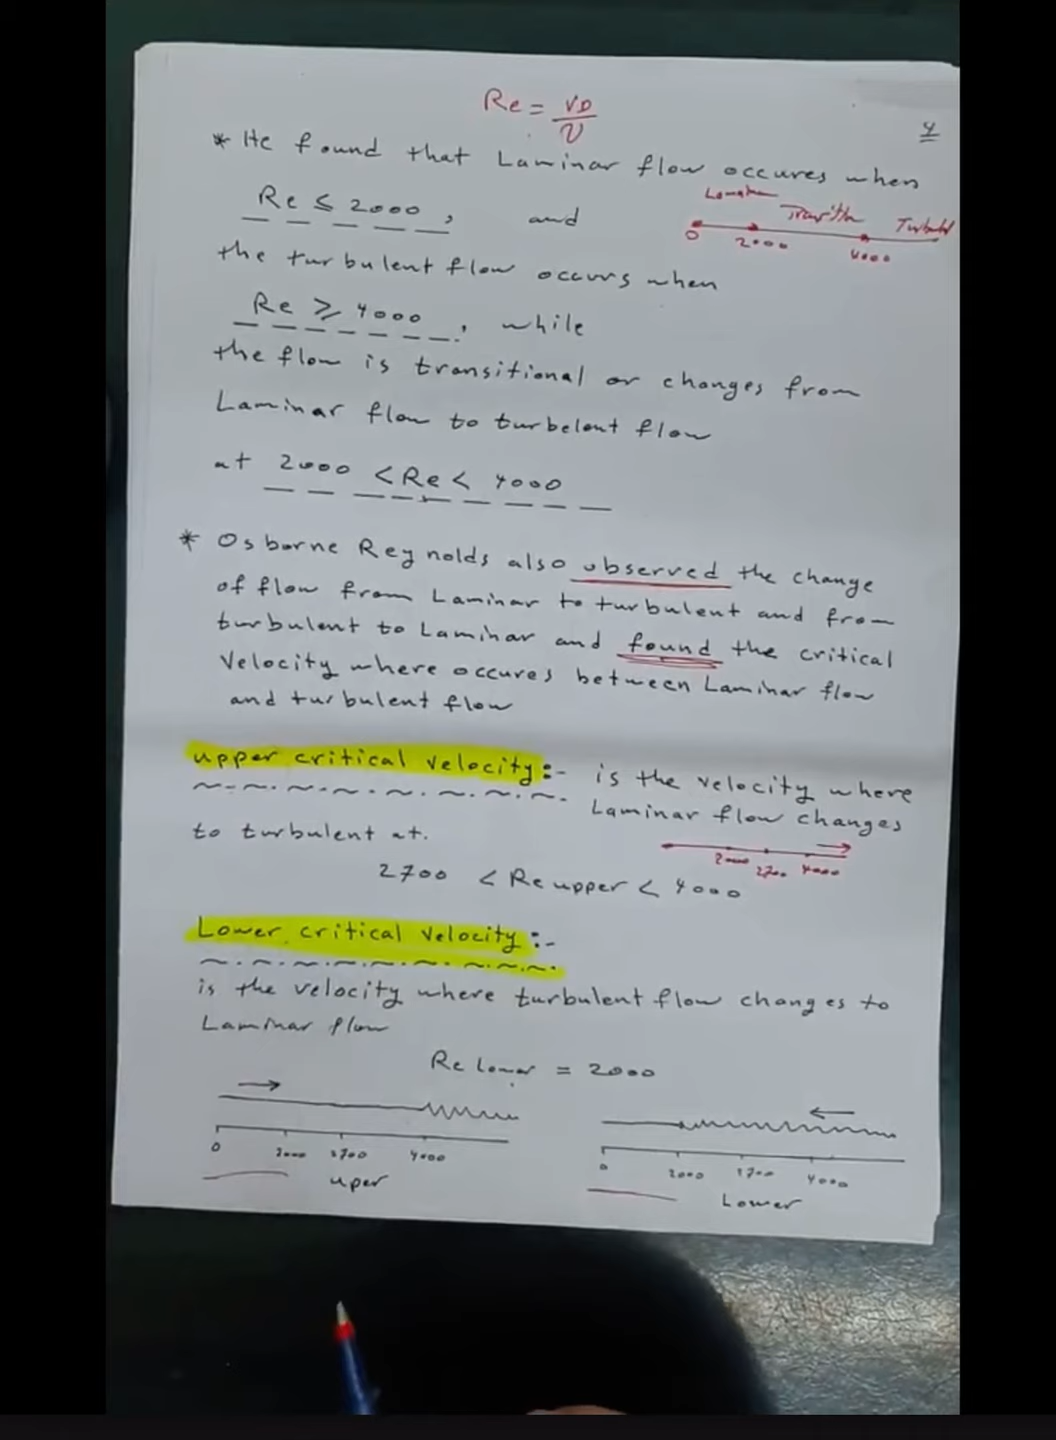 Re = VD/ν
4
* He found that Laminar flow occures when
Re ≤ 2000, and
0 2000 4000
the turbulent flow occurs when
Re ≥ 4000, while
the flow is transitional or changes from
Laminar flow to turbelent flow
at 2000 < Re < 4000
* Osborne Reynolds also observed the change
of flow from Laminar to turbulent and from
turbulent to Laminar and found the critical
Velocity where occures between Laminar flow
and turbulent flow
upper critical velocity:- is the velocity where
Laminar flow changes
to turbulent at.
2000 2700 4000
2700 < Re upper < 4000
Lower critical velocity:-
is the velocity where turbulent flow changes to
Laminar flow
Re Lower = 2000
0 2000 2700 4000
uper
0 2000 2700 4000
Lower